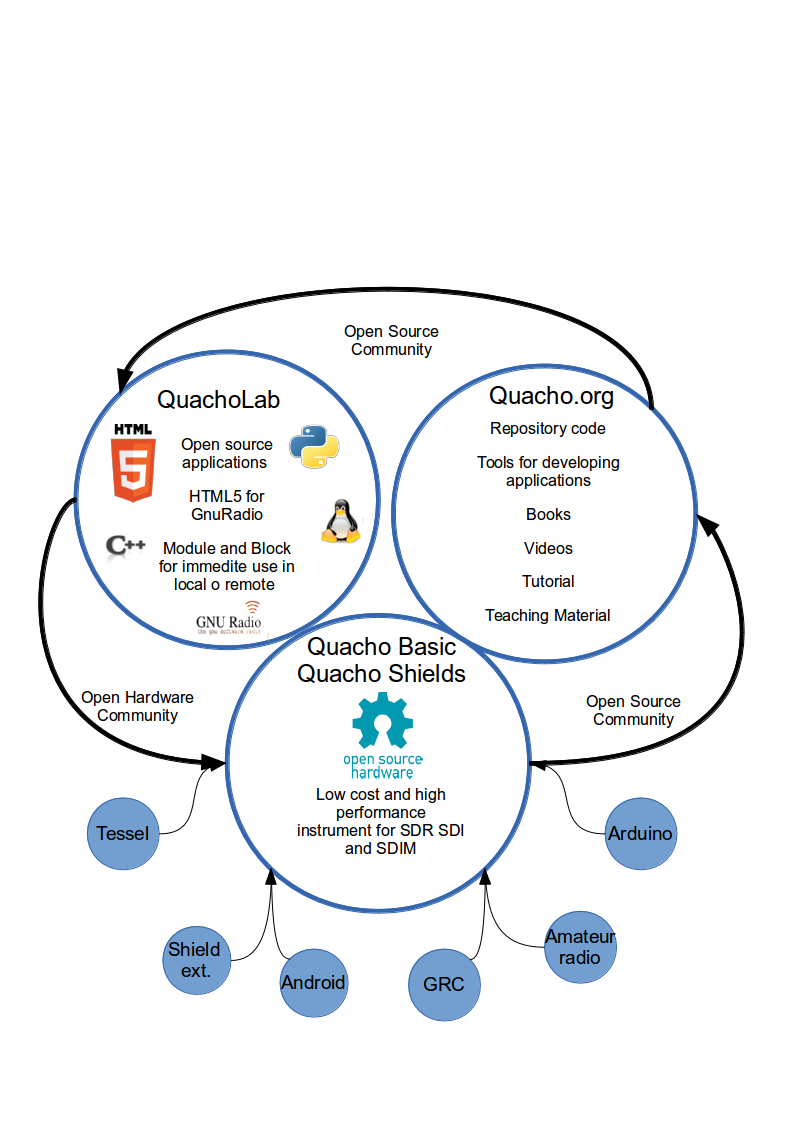 Open Source
Community
QuachoLab
HTML
5
Open source
applications
HTML5 for
GnuRadio
C++
Module and Block
for immedite use in
local o remote
GNU Radio
the gnu software radio
Quacho.org
Repository code
Tools for developing
applications
Books
Videos
Tutorial
Teaching Material
Open Hardware
Community
Quacho Basic
Quacho Shields
open source
hardware
Low cost and high
performance
instrument for SDR SDI
and SDIM
Open Source
Community
Tessel
Arduino
Shield
ext.
Android
GRC
Amateur
radio